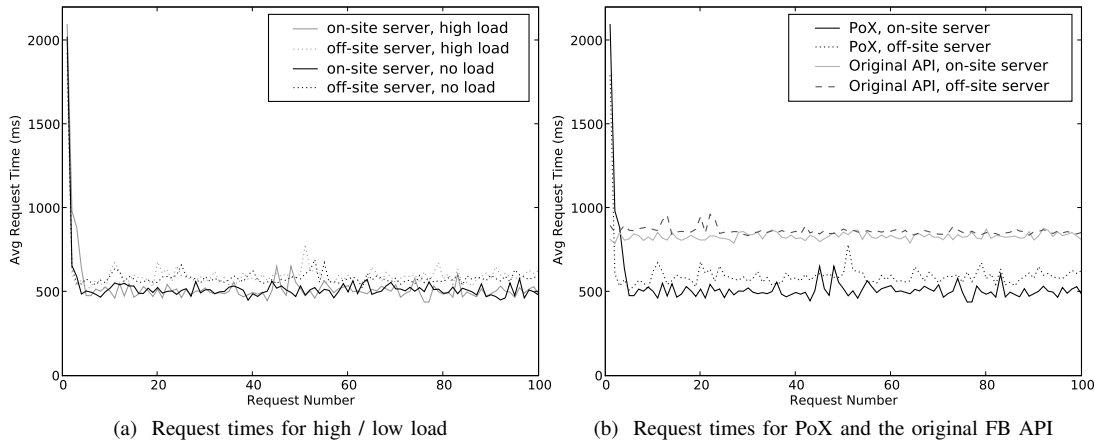 2000
1500
1000
500
0
Avg Request Time (ms)
on-site server, high load
off-site server, high load
on-site server, no load
off-site server, no load
0 20 40 60 80 100
Request Number
(a) Request times for high / low load
2000
1500
1000
500
0
Avg Request Time (ms)
PoX, on-site server
PoX, off-site server
Original API, on-site server
Original API, off-site server
0 20 40 60 80 100
Request Number
(b) Request times for PoX and the original FB API